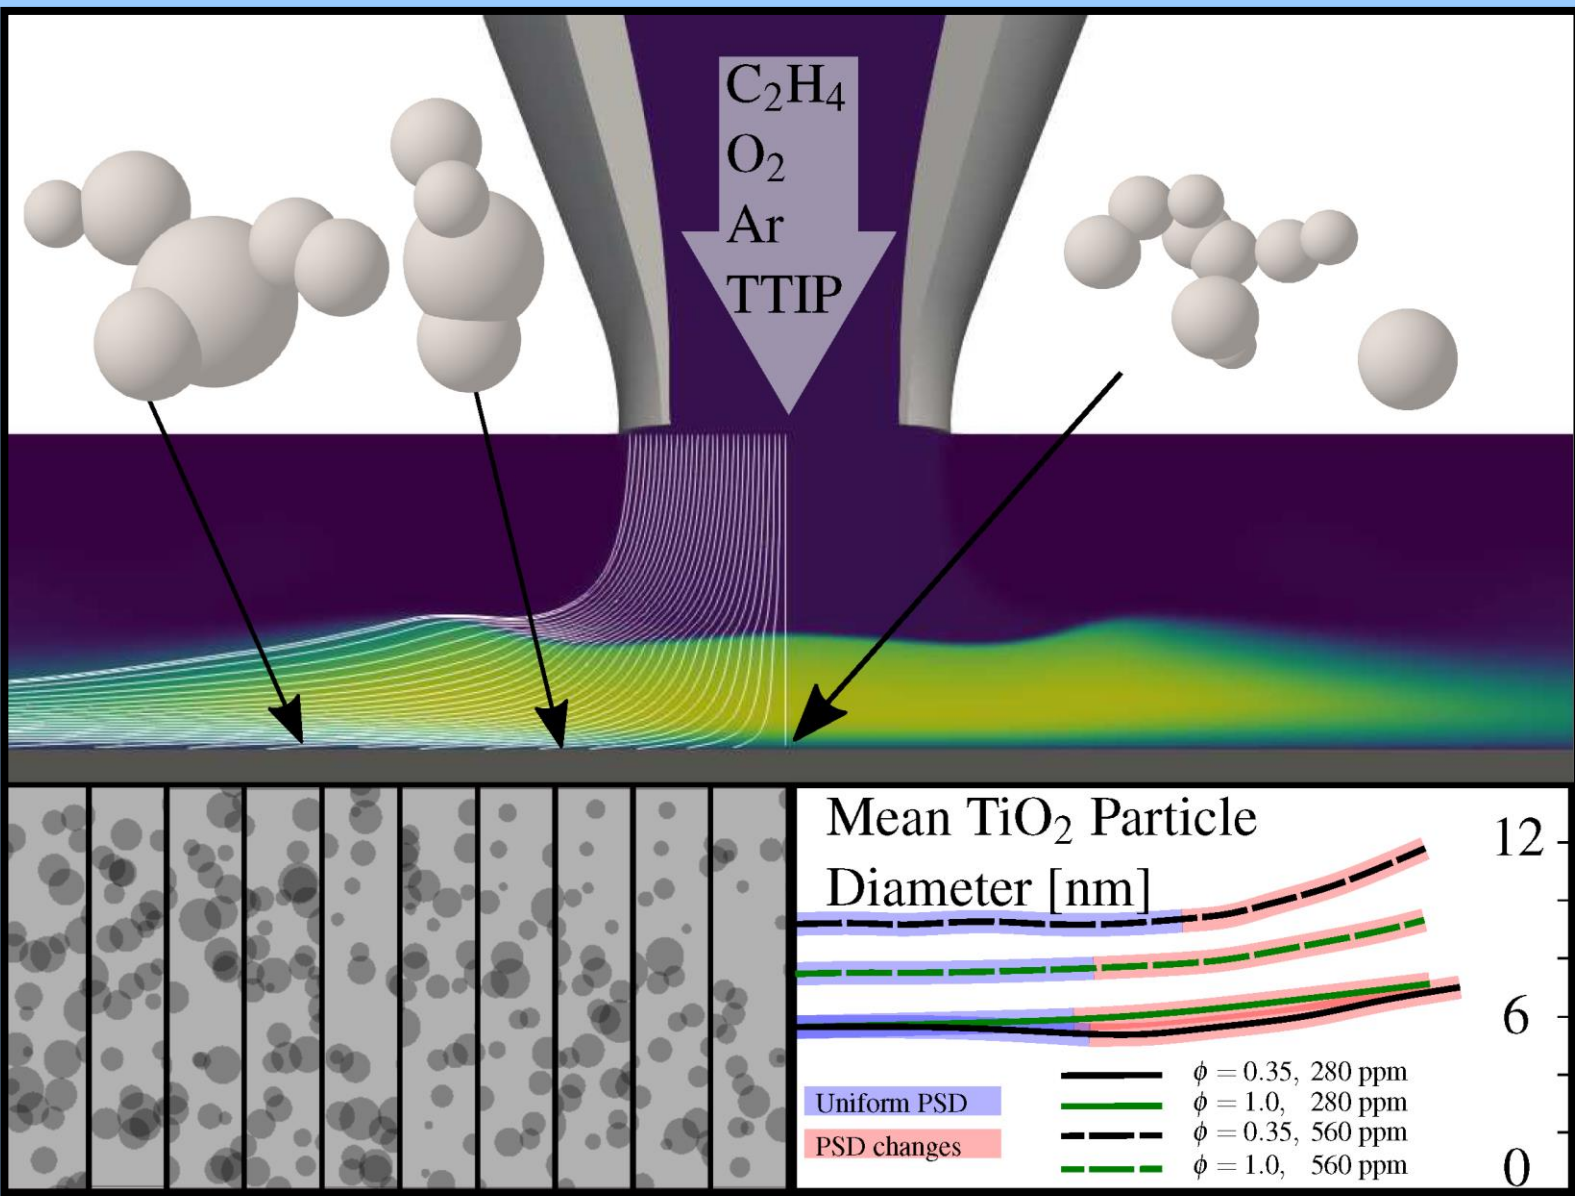 C₂H₄
O₂
Ar
TTIP
Mean TiO₂ Particle
Diameter [nm]
12
6
0
Uniform PSD
PSD changes
ϕ = 0.35, 280 ppm
ϕ = 1.0, 280 ppm
ϕ = 0.35, 560 ppm
ϕ = 1.0, 560 ppm